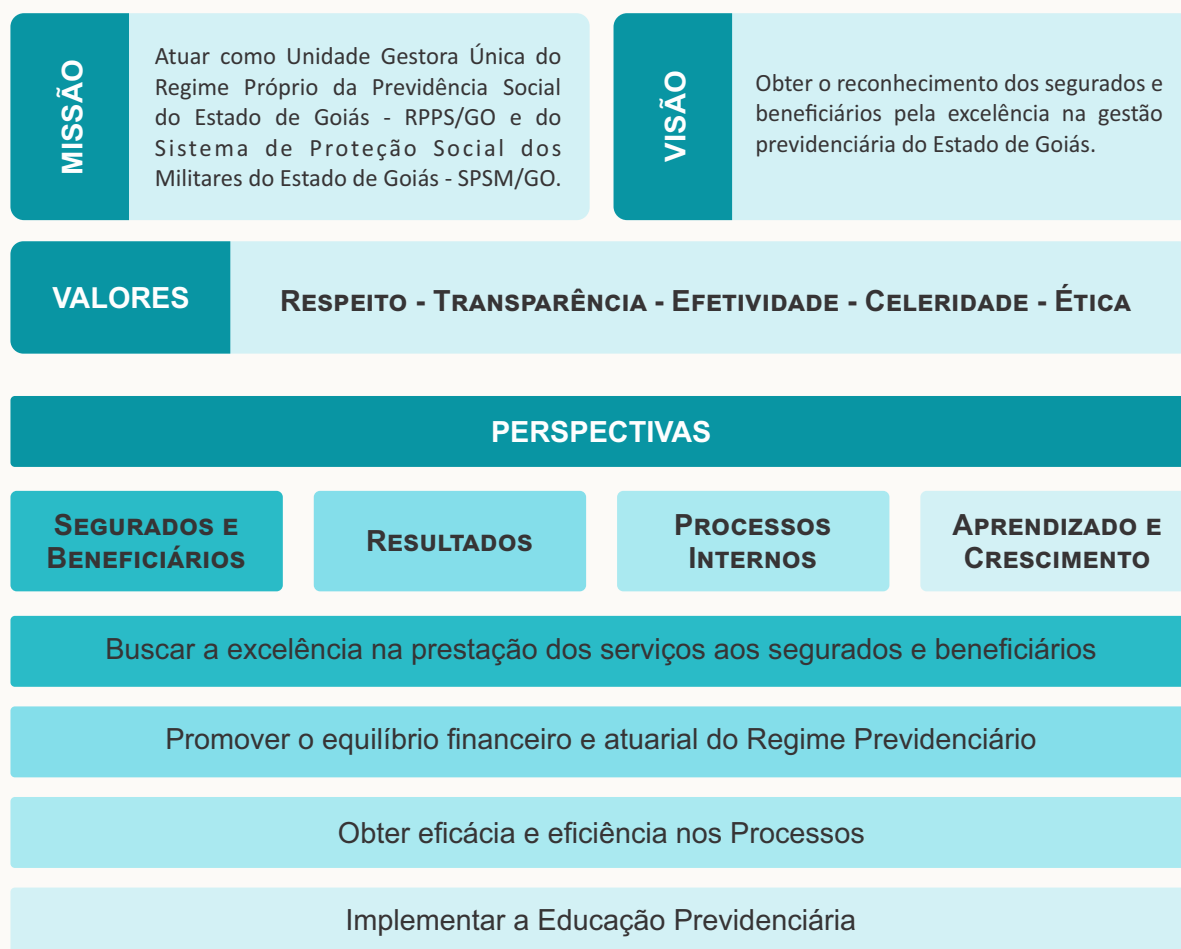 MISSÃO
Atuar como Unidade Gestora Única do
Regime Próprio da Previdência Social
do Estado de Goiás - RPPS/GO e do
Sistema de Proteção Social dos
Militares do Estado de Goiás - SPSM/GO.
VISÃO
Obter o reconhecimento dos segurados e
beneficiários pela excelência na gestão
previdenciária do Estado de Goiás.
VALORES
RESPEITO - TRANSPARÊNCIA - EFETIVIDADE - CELERIDADE - ÉTICA
PERSPECTIVAS
SEGURADOS E
BENEFICIÁRIOS
RESULTADOS
PROCESSOS
INTERNOS
APRENDIZADO E
CRESCIMENTO
Buscar a excelência na prestação dos serviços aos segurados e beneficiários
Promover o equilíbrio financeiro e atuarial do Regime Previdenciário
Obter eficácia e eficiência nos Processos
Implementar a Educação Previdenciária